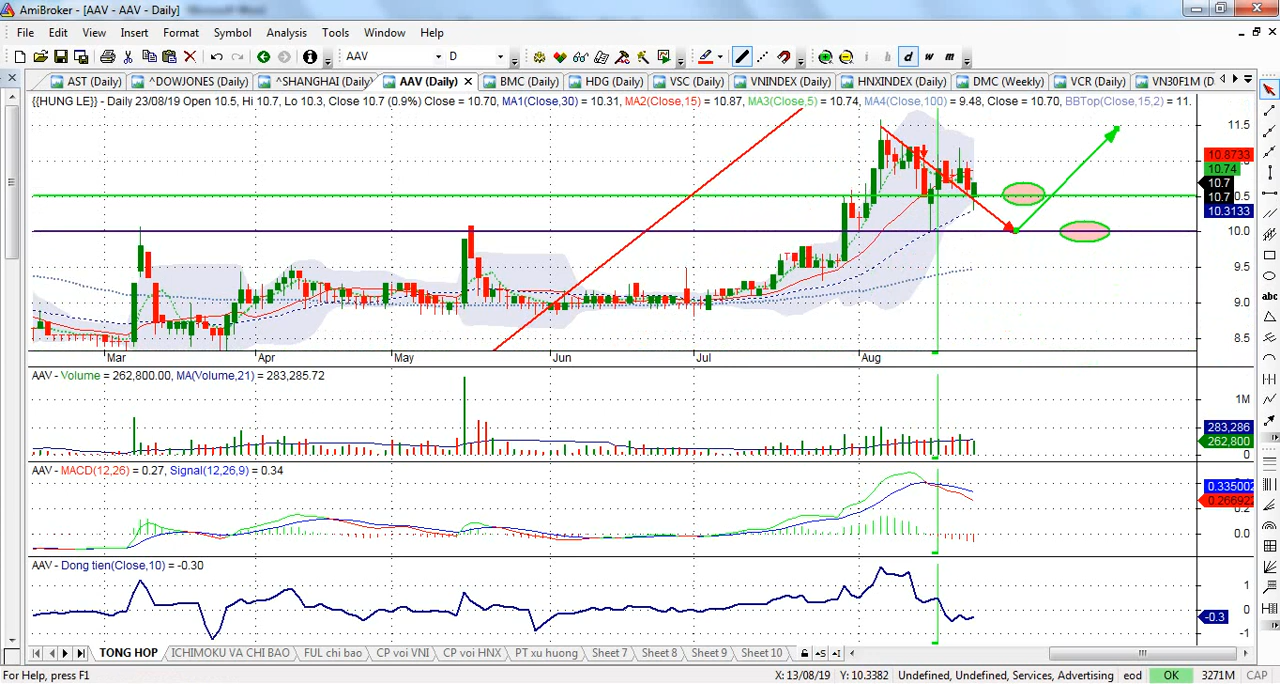 AmiBroker - [AAV - AAV - Daily]
File Edit View Insert Format Symbol Analysis Tools Window Help
AAV D i h d w m
AST (Daily) ^DOWJONES (Daily) ^SHANGHAI (Daily) AAV (Daily) BMC (Daily) HDG (Daily) VSC (Daily) VNINDEX (Daily) HNXINDEX (Daily) DMC (Weekly) VCR (Daily) VN30F1M (D
{{HUNG LE}} - Daily 23/08/19 Open 10.5, Hi 10.7, Lo 10.3, Close 10.7 (0.9%) Close = 10.70, MA1(Close,30) = 10.31, MA2(Close,15) = 10.87, MA3(Close,5) = 10.74, MA4(Close,100) = 9.48, Close = 10.70, BBTop(Close,15,2) = 11.
11.5
10.8733
10.74
10.7
10.7
10.3133
10.0
9.5
9.0
8.5
Mar Apr May Jun Jul Aug
AAV - Volume = 262,800.00, MA(Volume,21) = 283,285.72
1M
283,286
262,800
0
AAV - MACD(12,26) = 0.27, Signal(12,26,9) = 0.34
0.335002
0.266922
0.2
0.0
AAV - Dong tien(Close,10) = -0.30
1
0
-0.3
-1
TONG HOP ICHIMOKU VA CHI BAO FUL chi bao CP voi VNI CP voi HNX PT xu huong Sheet 7 Sheet 8 Sheet 9 Sheet 10
For Help, press F1 X: 13/08/19 Y: 10.3382 Undefined, Undefined, Services, Advertising eod OK 3271M CAP
abc